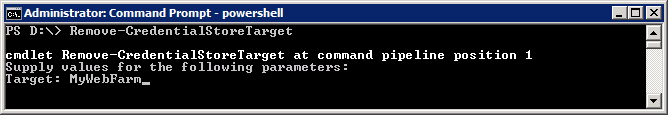 Administrator: Command Prompt - powershell
PS D:\> Remove-CredentialStoreTarget
cmdlet Remove-CredentialStoreTarget at command pipeline position 1
Supply values for the following parameters:
Target: MyWebFarm_